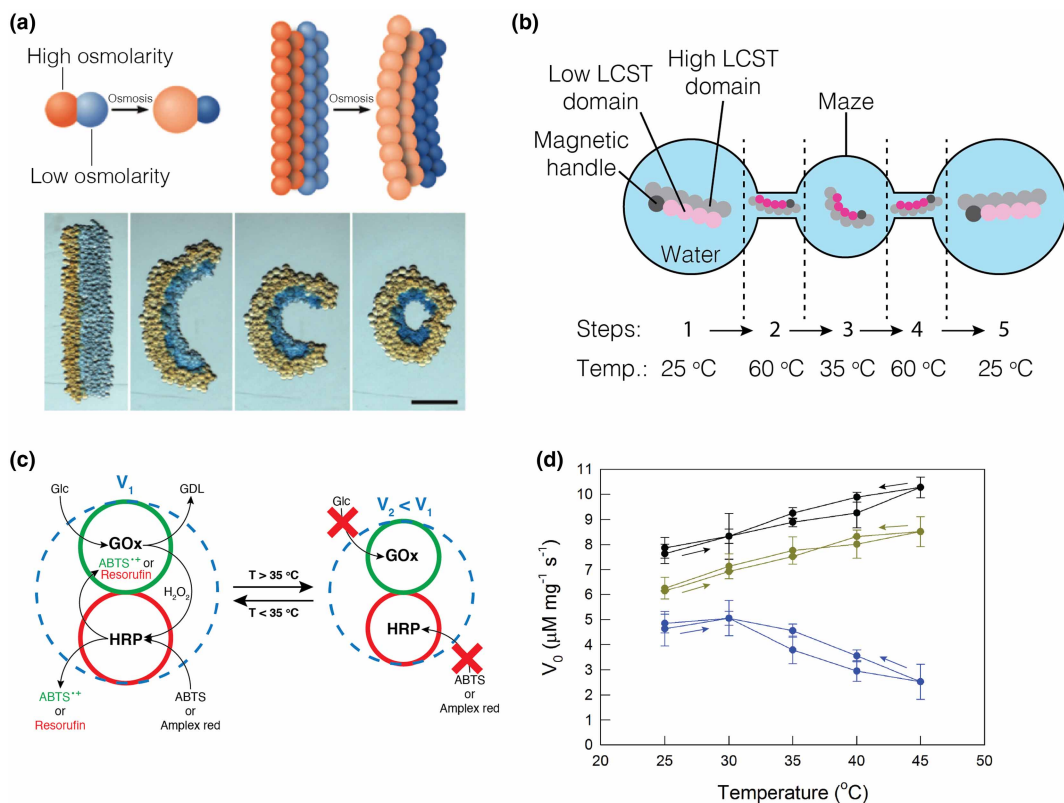 (a)
High osmolarity
Osmosis
Low osmolarity
Osmosis
(b)
Low LCST
domain
High LCST
domain
Magnetic
handle
Maze
Water
Steps: 1 2 3 4 5
Temp.: 25 °C 60 °C 35 °C 60 °C 25 °C
(c)
V₁
Glc
GDL
GOx
ABTS•+ or
Resorufin
H₂O₂
HRP
ABTS•+
or
Resorufin
ABTS
or
Amplex red
T > 35 °C
T < 35 °C
V₂ < V₁
Glc
GOx
HRP
ABTS
or
Amplex red
(d)
V₀ (μM mg⁻¹ s⁻¹)
11
10
9
8
7
6
5
4
3
2
1
0
20 25 30 35 40 45 50
Temperature (°C)